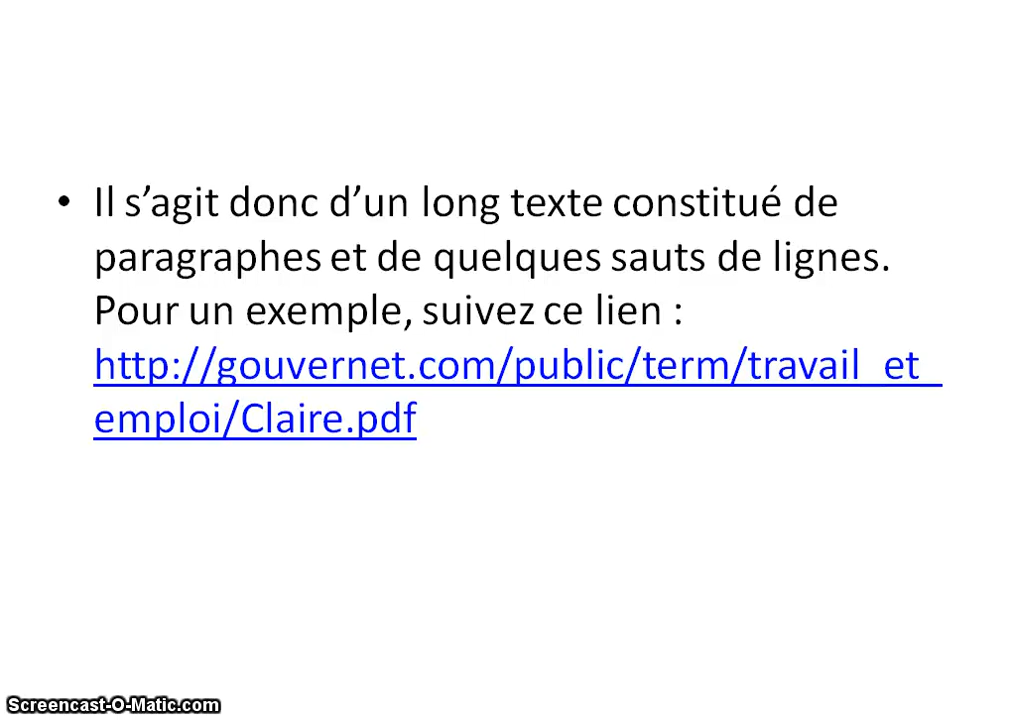 • Il s’agit donc d’un long texte constitué de
paragraphes et de quelques sauts de lignes.
Pour un exemple, suivez ce lien :
http://gouvernet.com/public/term/travail_et_
emploi/Claire.pdf
Screencast-O-Matic.com